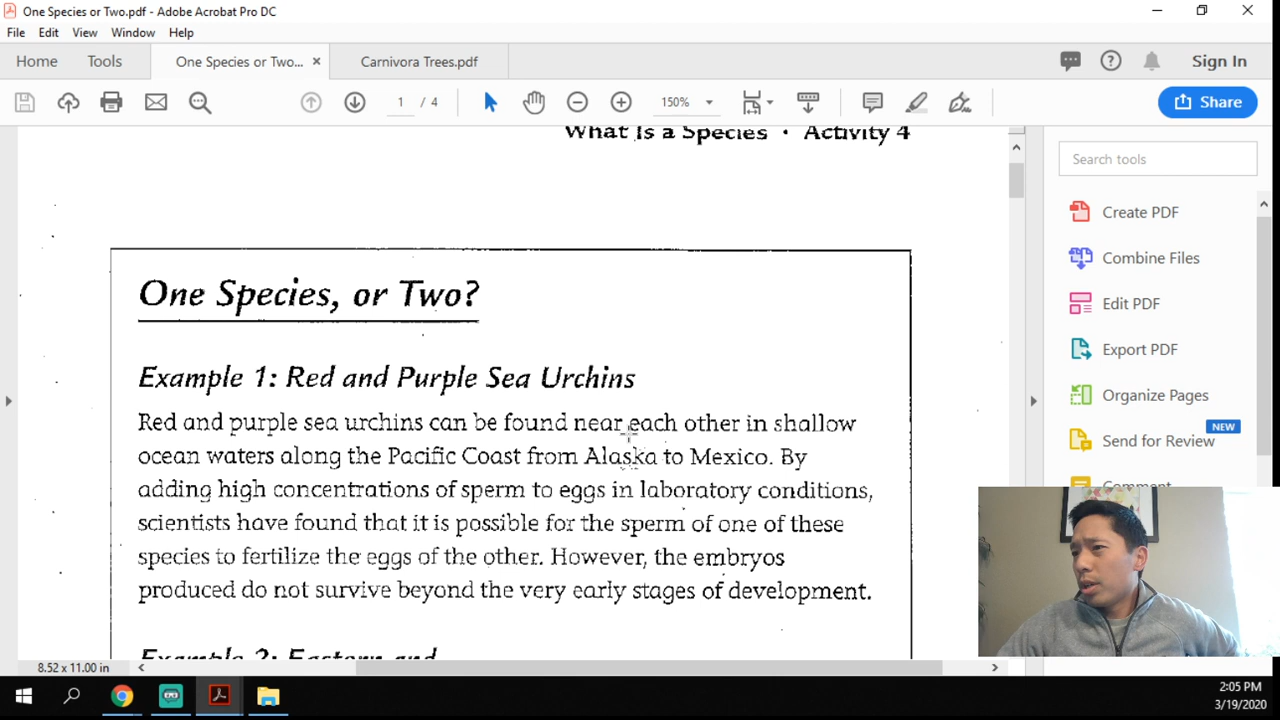 One Species or Two.pdf - Adobe Acrobat Pro DC
File Edit View Window Help
Home Tools One Species or Two... × Carnivora Trees.pdf Sign In
1 / 4 150% Share
What Is a Species • Activity 4
Search tools
Create PDF
Combine Files
Edit PDF
Export PDF
Organize Pages
NEW
Send for Review
Comment
One Species, or Two?
Example 1: Red and Purple Sea Urchins
Red and purple sea urchins can be found near each other in shallow
ocean waters along the Pacific Coast from Alaska to Mexico. By
adding high concentrations of sperm to eggs in laboratory conditions,
scientists have found that it is possible for the sperm of one of these
species to fertilize the eggs of the other. However, the embryos
produced do not survive beyond the very early stages of development.
Example 2: Eastern and
8.52 x 11.00 in
2:05 PM
3/19/2020